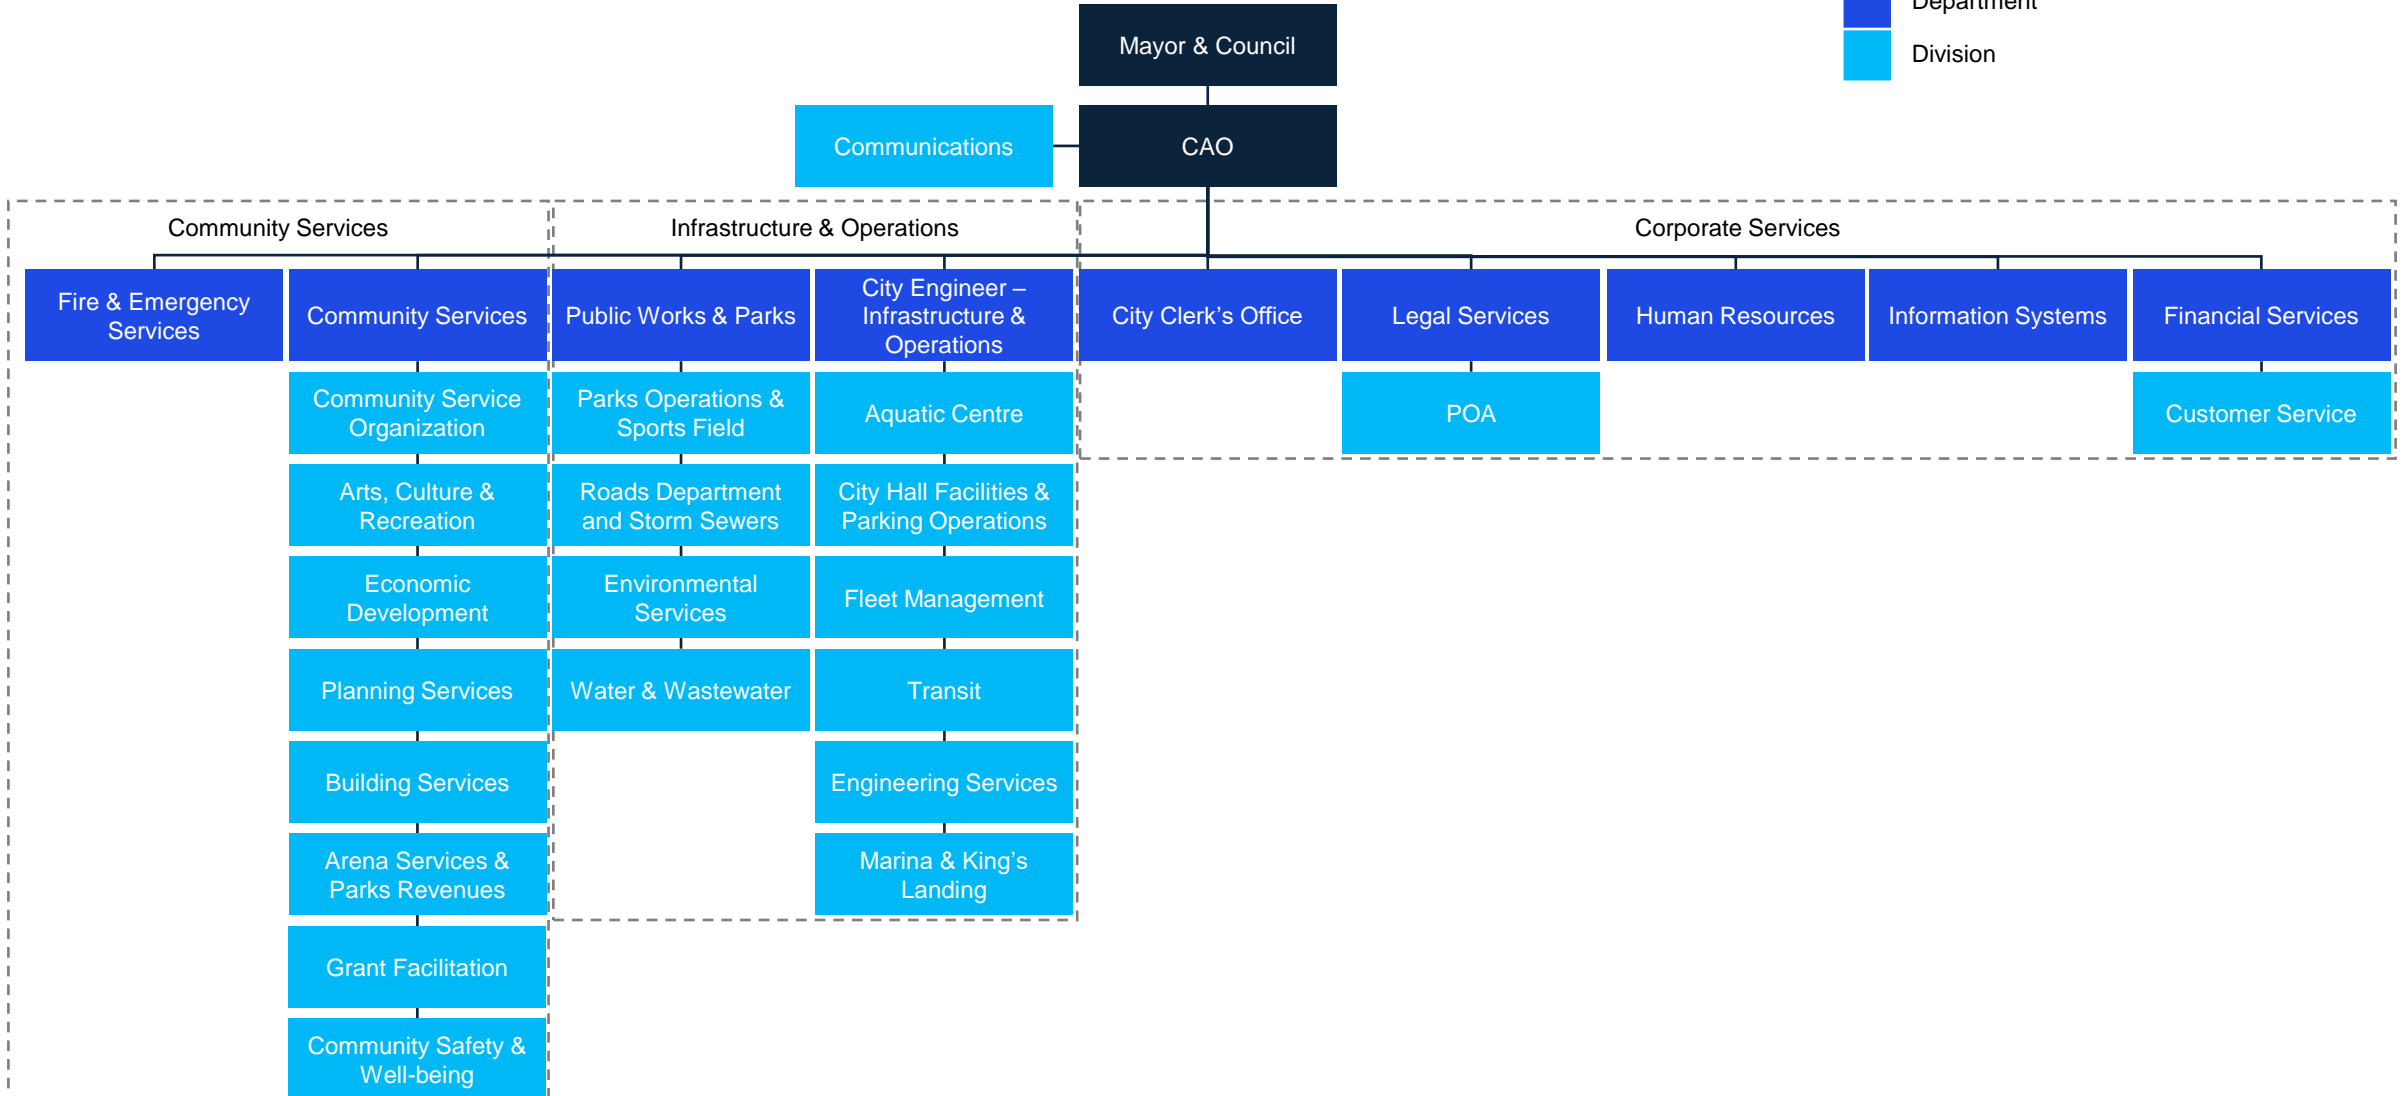 Department
Division
Mayor & Council
Communications
CAO
Community Services
Infrastructure & Operations
Corporate Services
Fire & Emergency
Services
Community Services
Public Works & Parks
City Engineer –
Infrastructure &
Operations
City Clerk’s Office
Legal Services
Human Resources
Information Systems
Financial Services
Community Service
Organization
Parks Operations &
Sports Field
Aquatic Centre
POA
Customer Service
Arts, Culture &
Recreation
Roads Department
and Storm Sewers
City Hall Facilities &
Parking Operations
Economic
Development
Environmental
Services
Fleet Management
Planning Services
Water & Wastewater
Transit
Building Services
Engineering Services
Arena Services &
Parks Revenues
Marina & King’s
Landing
Grant Facilitation
Community Safety &
Well-being